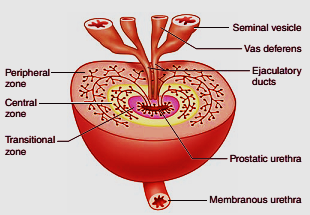 Seminal vesicle
Vas deferens
Ejaculatory
ducts
Peripheral
zone
Central
zone
Transitional
zone
Prostatic urethra
Membranous urethra